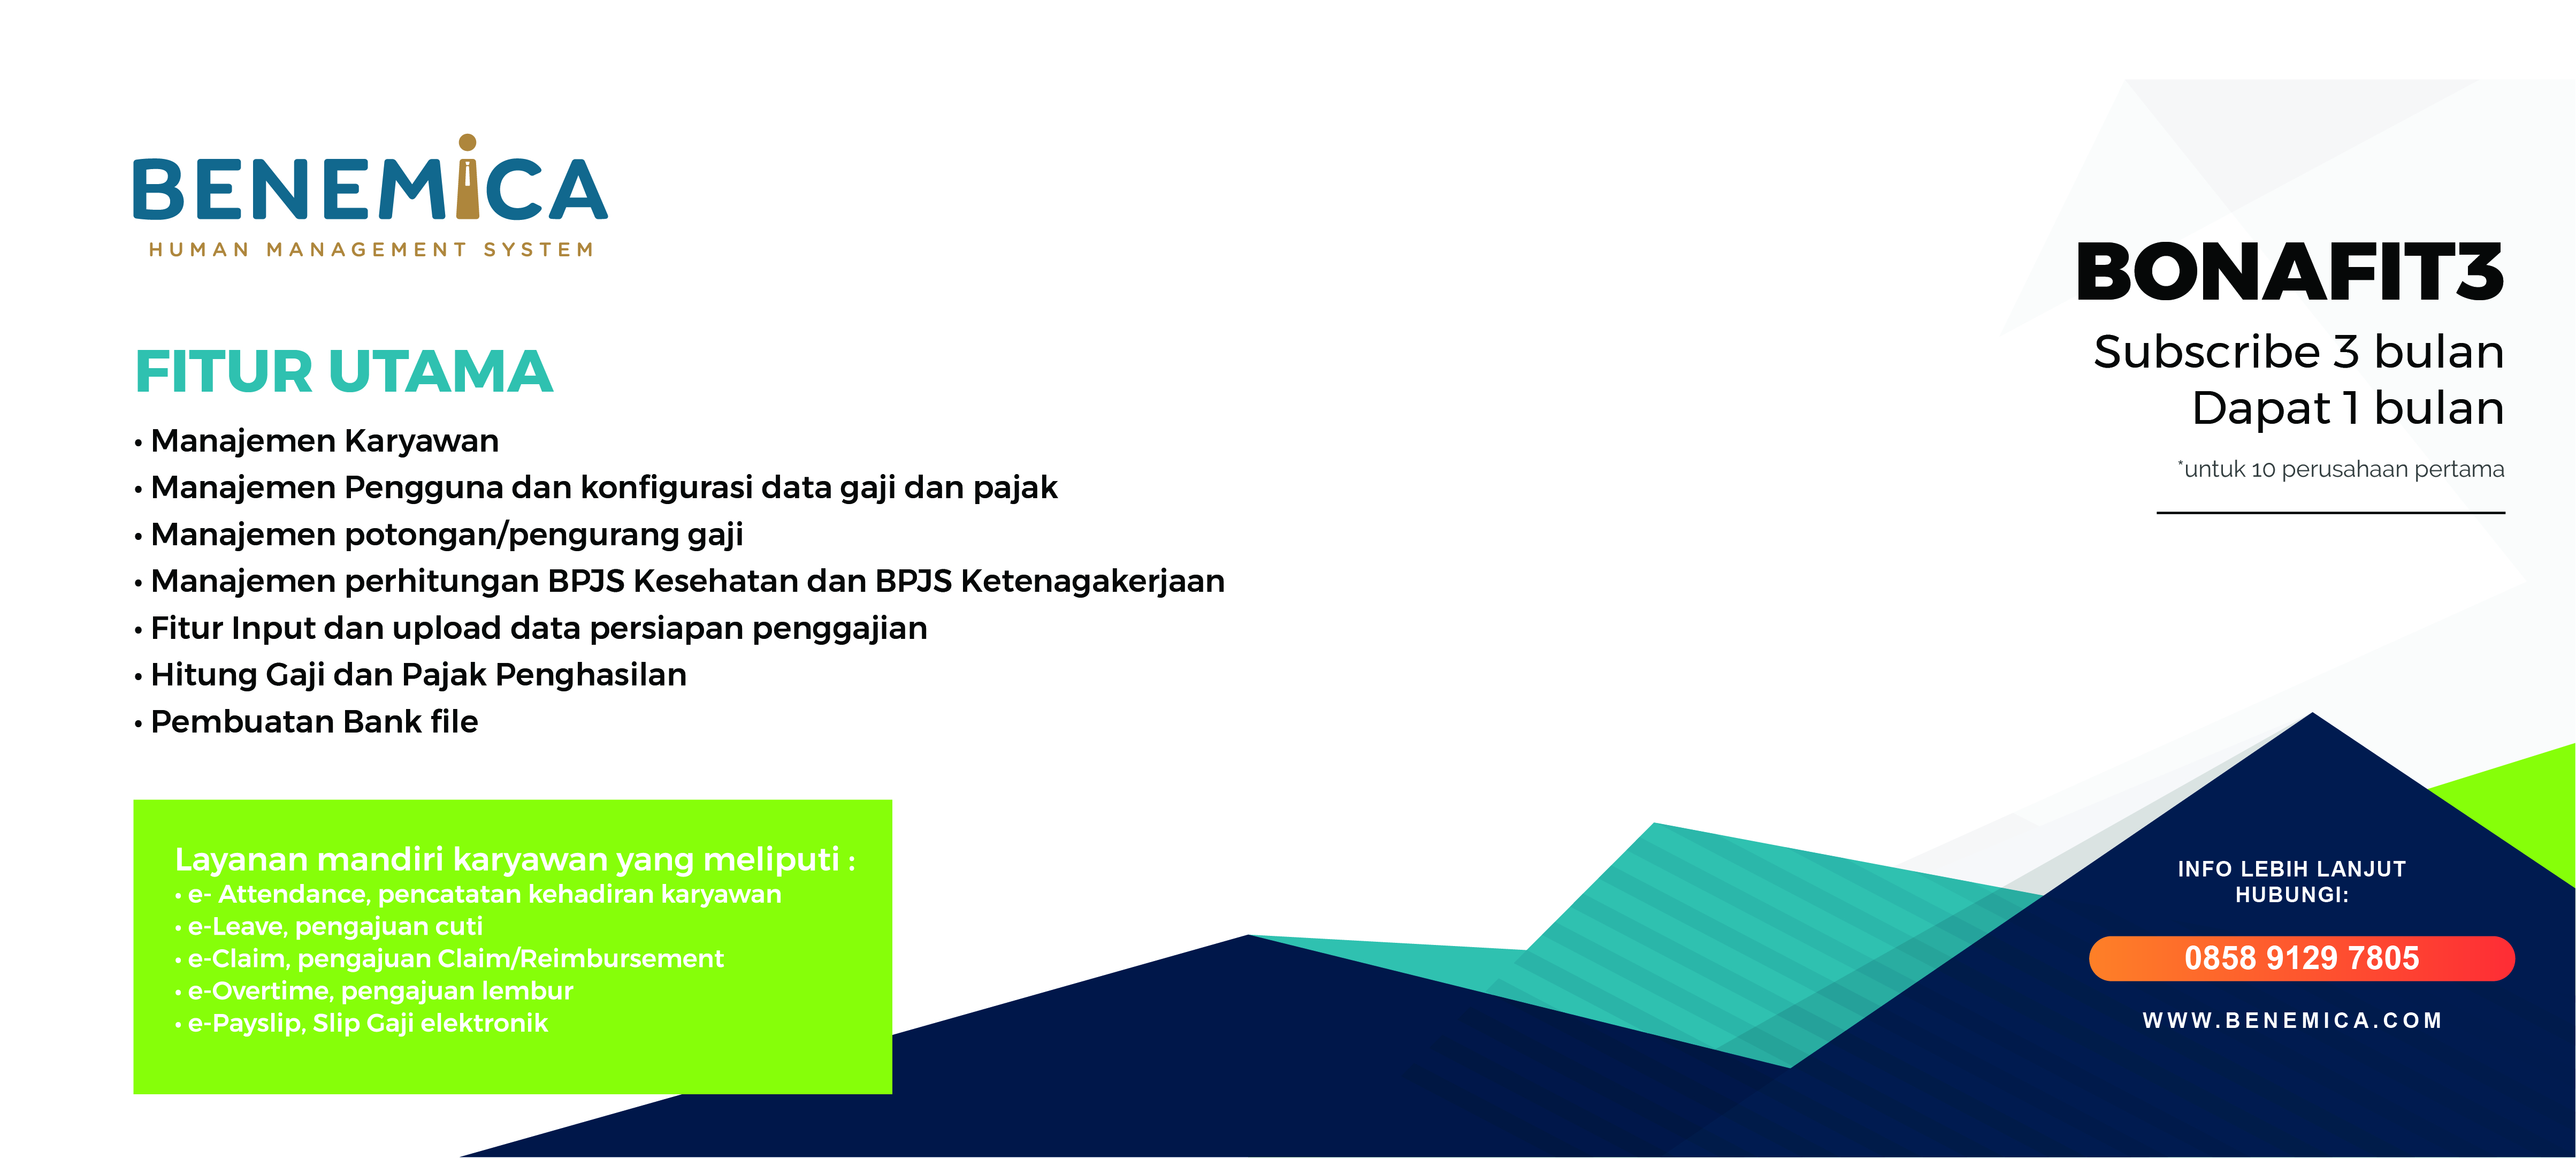 BENEMICA
HUMAN MANAGEMENT SYSTEM
FITUR UTAMA
• Manajemen Karyawan
• Manajemen Pengguna dan konfigurasi data gaji dan pajak
• Manajemen potongan/pengurang gaji
• Manajemen perhitungan BPJS Kesehatan dan BPJS Ketenagakerjaan
• Fitur Input dan upload data persiapan penggajian
• Hitung Gaji dan Pajak Penghasilan
• Pembuatan Bank file
Layanan mandiri karyawan yang meliputi :
• e- Attendance, pencatatan kehadiran karyawan
• e-Leave, pengajuan cuti
• e-Claim, pengajuan Claim/Reimbursement
• e-Overtime, pengajuan lembur
• e-Payslip, Slip Gaji elektronik
BONAFIT3
Subscribe 3 bulan
Dapat 1 bulan
*untuk 10 perusahaan pertama
INFO LEBIH LANJUT
HUBUNGI:
0858 9129 7805
WWW.BENEMICA.COM